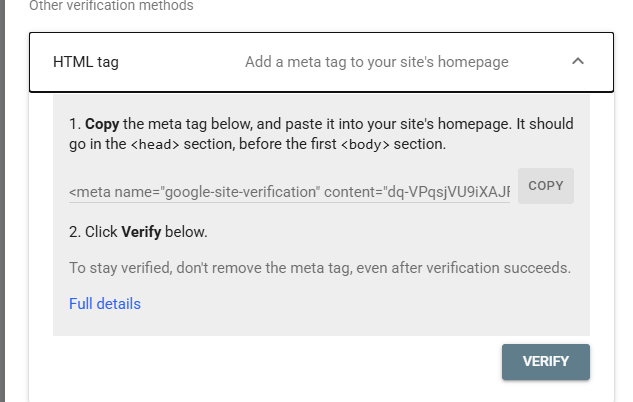 Other verification methods
HTML tag
Add a meta tag to your site's homepage
1. Copy the meta tag below, and paste it into your site's homepage. It should
go in the <head> section, before the first <body> section.
<meta name="google-site-verification" content="dq-VPqsjVU9iXAJF
COPY
2. Click Verify below.
To stay verified, don't remove the meta tag, even after verification succeeds.
Full details
VERIFY